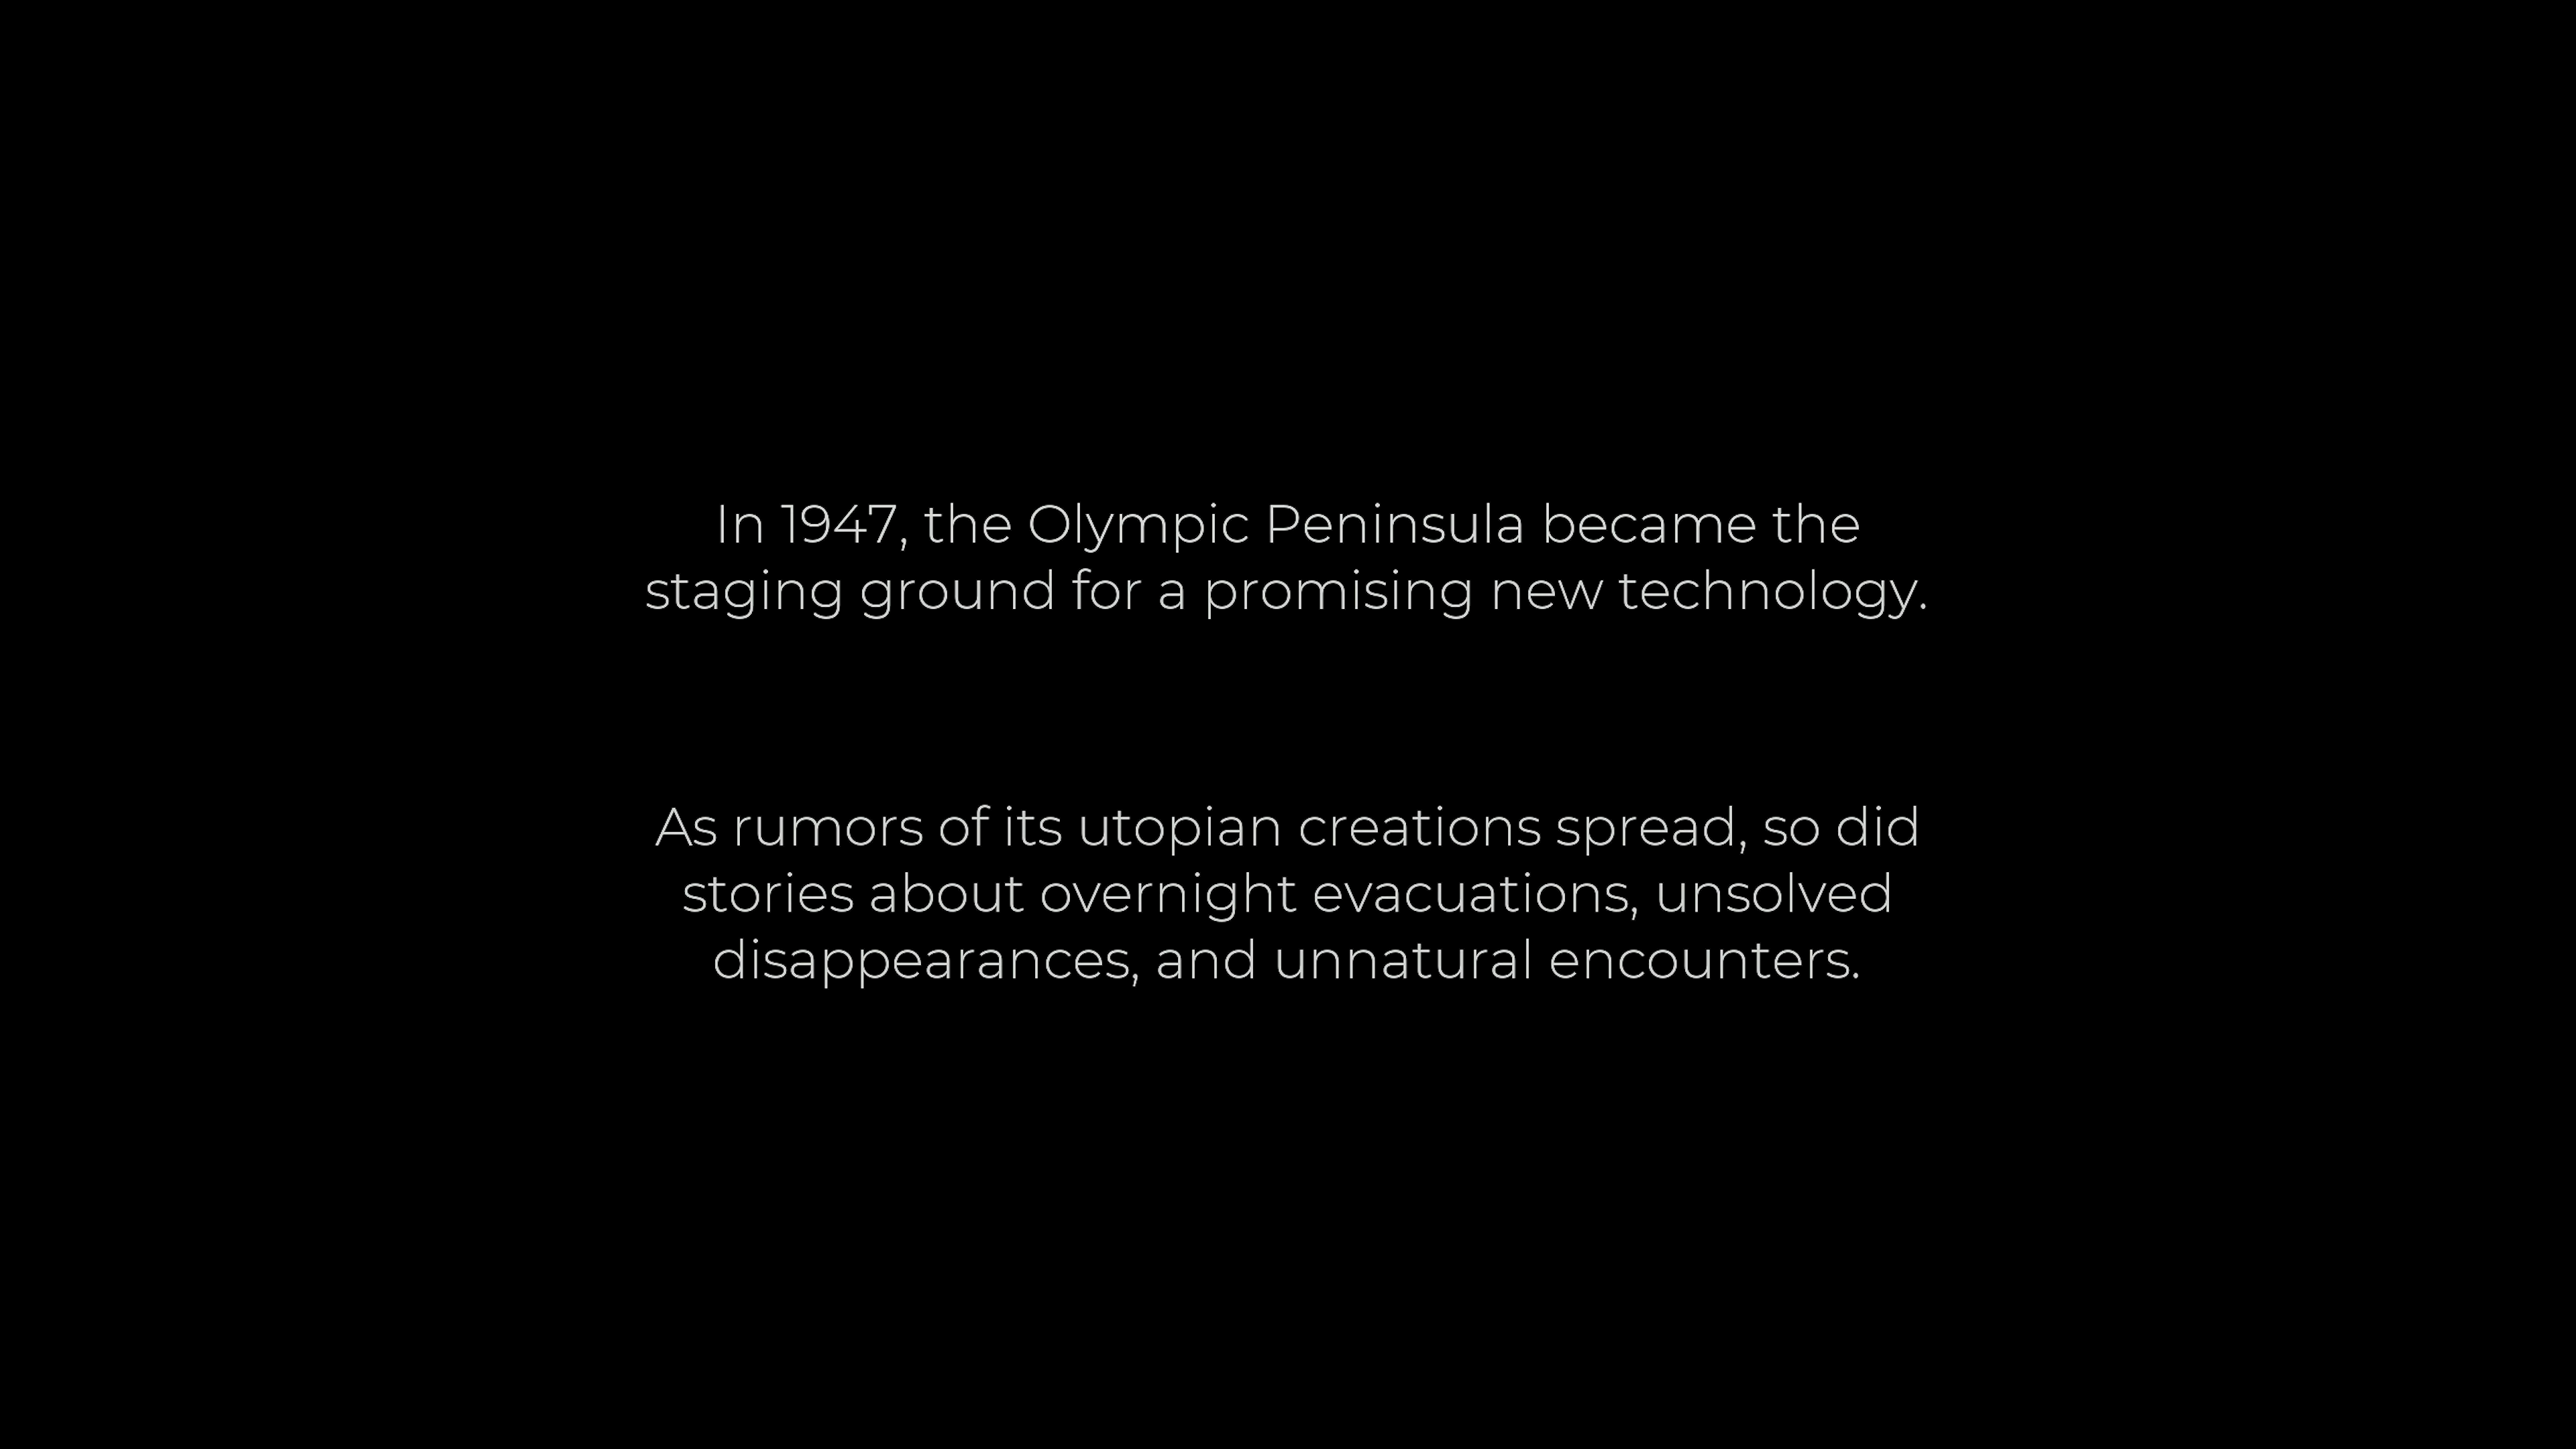 In 1947, the Olympic Peninsula became the
staging ground for a promising new technology.
As rumors of its utopian creations spread, so did
stories about overnight evacuations, unsolved
disappearances, and unnatural encounters.